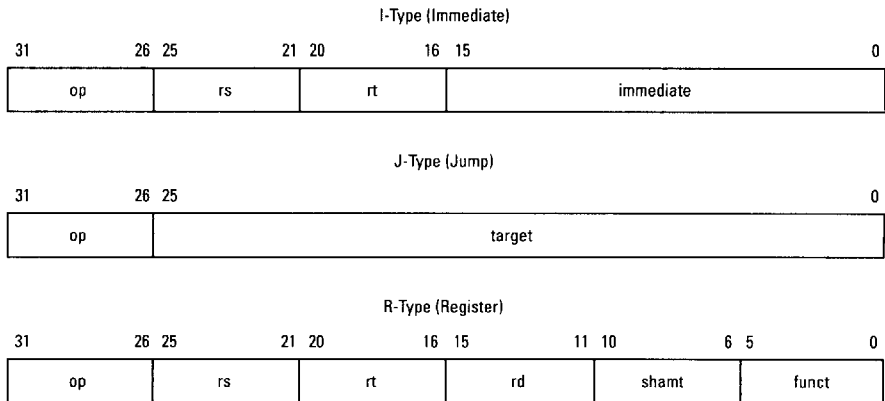 I-Type (Immediate)
31 26 25 21 20 16 15 0
op rs rt immediate
J-Type (Jump)
31 26 25 0
op target
R-Type (Register)
31 26 25 21 20 16 15 11 10 6 5 0
op rs rt rd shamt funct